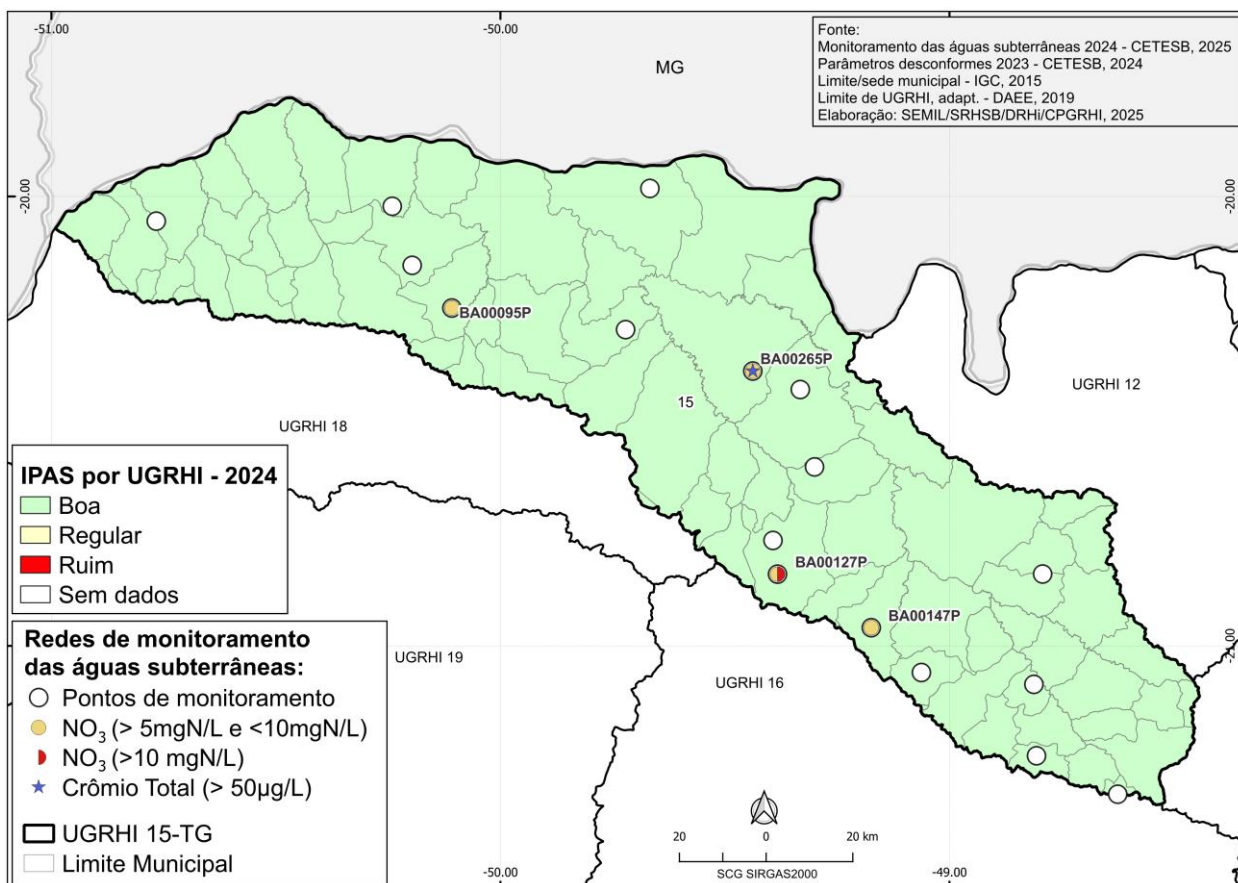 -51.00
-50.00
MG
Fonte:
Monitoramento das águas subterrâneas 2024 - CETESB, 2025
Parâmetros desconformes 2023 - CETESB, 2024
Limite/sede municipal - IGC, 2015
Limite de UGRHI, adapt. - DAEE, 2019
Elaboração: SEMIL/SRHSB/DRHi/CPGRHI, 2025
-20.00
-20.00
BA00095P
BA00265P
UGRHI 12
15
UGRHI 18
IPAS por UGRHI - 2024
Boa
Regular
Ruim
Sem dados
BA00127P
BA00147P
Redes de monitoramento
das águas subterrâneas:
Pontos de monitoramento
NO3 (> 5mgN/L e <10mgN/L)
NO3 (>10 mgN/L)
Crômio Total (> 50µg/L)
UGRHI 15-TG
Limite Municipal
UGRHI 19
UGRHI 16
20 0 20 km
SCG SIRGAS2000
-50.00
-49.00